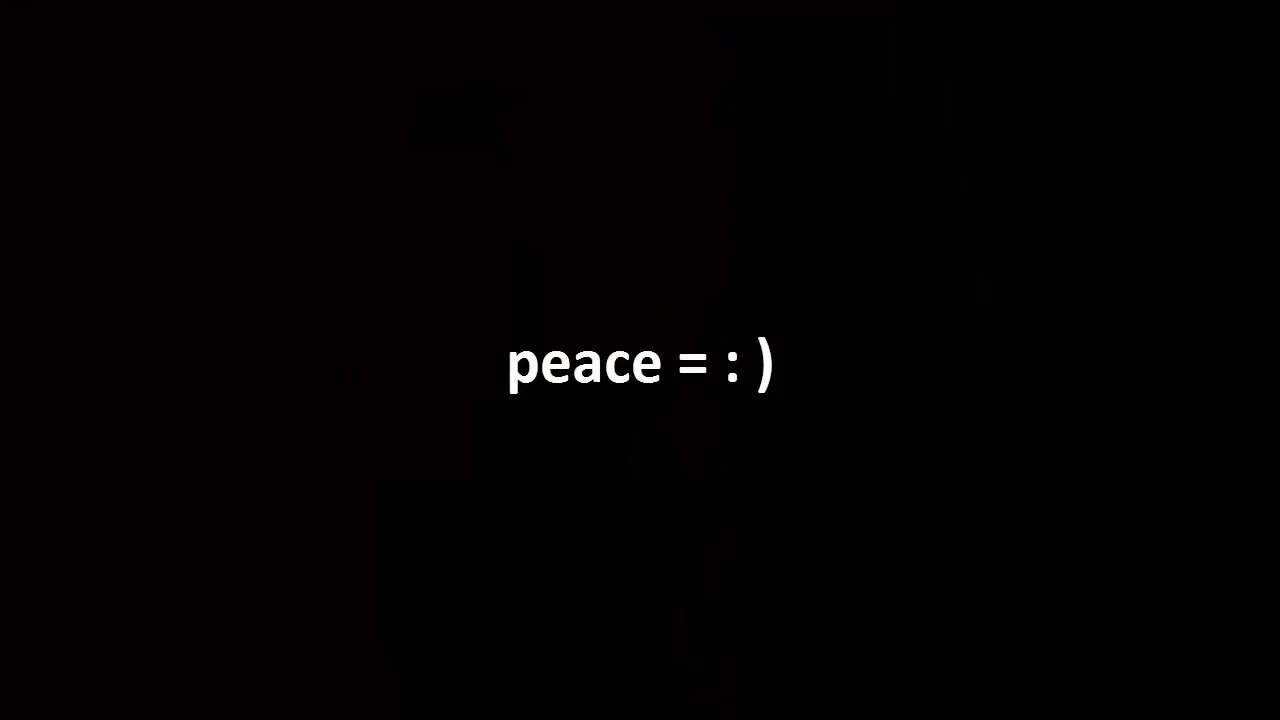 peace = : )